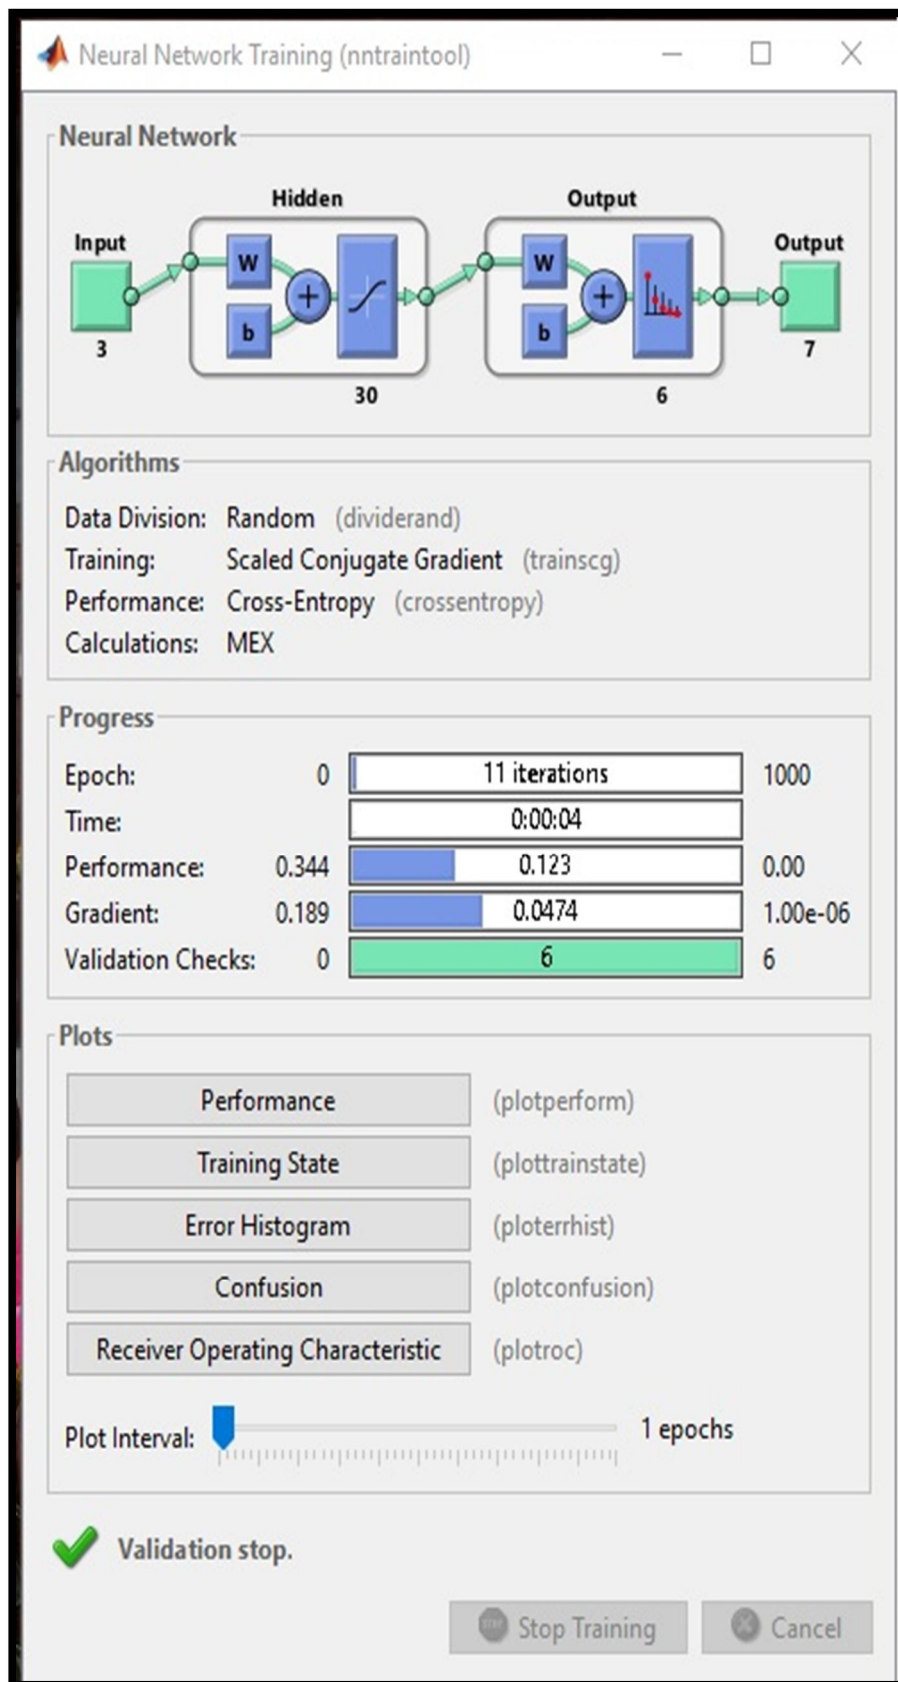 Neural Network Training (nntraintool)
Neural Network
Hidden
Output
Input
Output
W
W
b
b
3
30
6
7
Algorithms
Data Division: Random (dividerand)
Training: Scaled Conjugate Gradient (trainscg)
Performance: Cross-Entropy (crossentropy)
Calculations: MEX
Progress
Epoch: 0 11 iterations 1000
Time: 0:00:04
Performance: 0.344 0.123 0.00
Gradient: 0.189 0.0474 1.00e-06
Validation Checks: 0 6 6
Plots
Performance (plotperform)
Training State (plottrainstate)
Error Histogram (ploterrhist)
Confusion (plotconfusion)
Receiver Operating Characteristic (plotroc)
Plot Interval: 1 epochs
Validation stop.
Stop Training Cancel